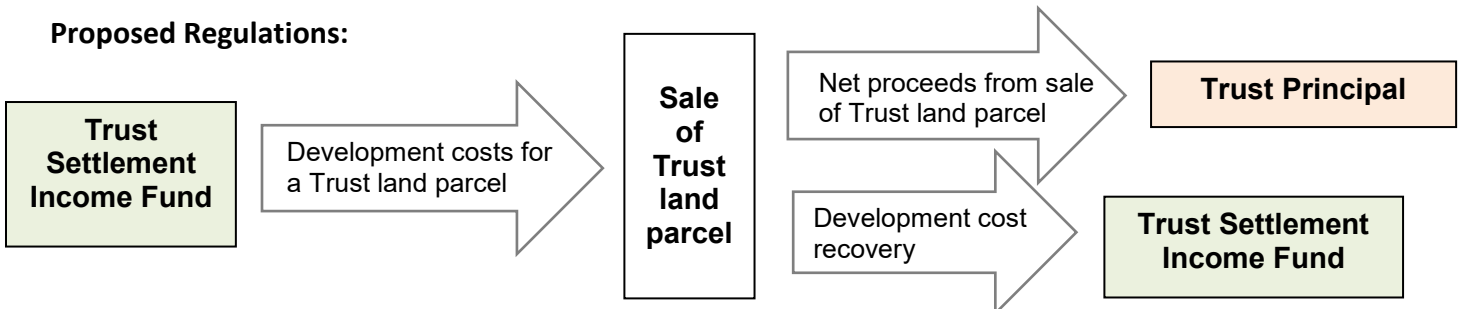 Proposed Regulations:
Trust
Settlement
Income Fund
Development costs for
a Trust land parcel
Sale
of
Trust
land
parcel
Net proceeds from sale
of Trust land parcel
Trust Principal
Development cost
recovery
Trust Settlement
Income Fund